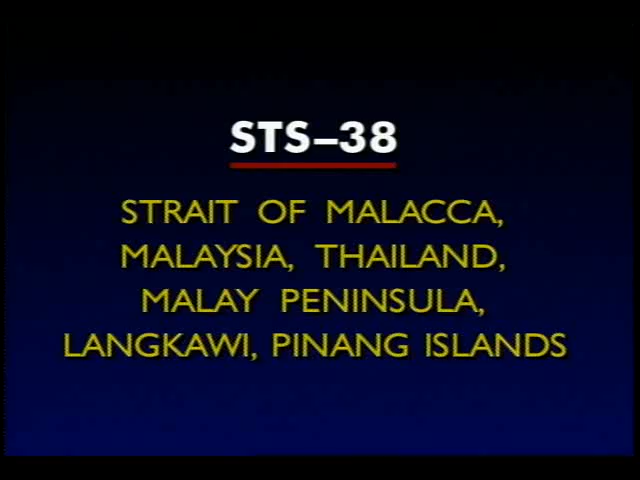 STS–38
STRAIT OF MALACCA,
MALAYSIA, THAILAND,
MALAY PENINSULA,
LANGKAWI, PINANG ISLANDS